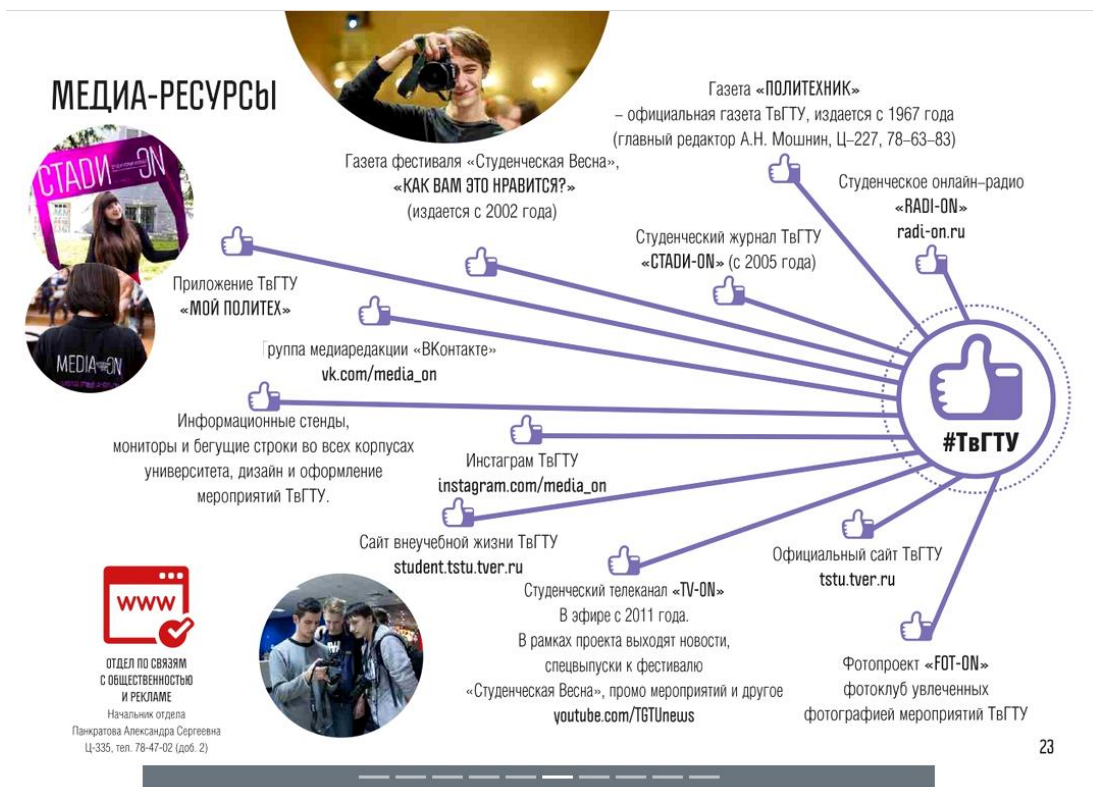 МЕДИА-РЕСУРСЫ
Газета «ПОЛИТЕХНИК»
– официальная газета ТвГТУ, издается с 1967 года
(главный редактор А.Н. Мошнин, Ц–227, 78–63–83)
Газета фестиваля «Студенческая Весна»,
«КАК ВАМ ЭТО НРАВИТСЯ?»
(издается с 2002 года)
Студенческое онлайн–радио
«RADI-ON»
radi-on.ru
Студенческий журнал ТвГТУ
«СТАДИ-ON» (с 2005 года)
СТАДИ-ON
Приложение ТвГТУ
«МОЙ ПОЛИТЕХ»
MEDIA-ON
Группа медиаредакции «ВКонтакте»
vk.com/media_on
#ТвГТУ
Информационные стенды,
мониторы и бегущие строки во всех корпусах
университета, дизайн и оформление
мероприятий ТвГТУ.
Инстаграм ТвГТУ
instagram.com/media_on
Сайт внеучебной жизни ТвГТУ
student.tstu.tver.ru
Официальный сайт ТвГТУ
tstu.tver.ru
Студенческий телеканал «TV-ON»
В эфире с 2011 года.
В рамках проекта выходят новости,
спецвыпуски к фестивалю
«Студенческая Весна», промо мероприятий и другое
youtube.com/TGTUnews
Фотопроект «FOT-ON»
фотоклуб увлеченных
фотографией мероприятий ТвГТУ
www
ОТДЕЛ ПО СВЯЗЯМ
С ОБЩЕСТВЕННОСТЬЮ
И РЕКЛАМЕ
Начальник отдела
Панкратова Александра Сергеевна
Ц-335, тел. 78-47-02 (доб. 2)
23